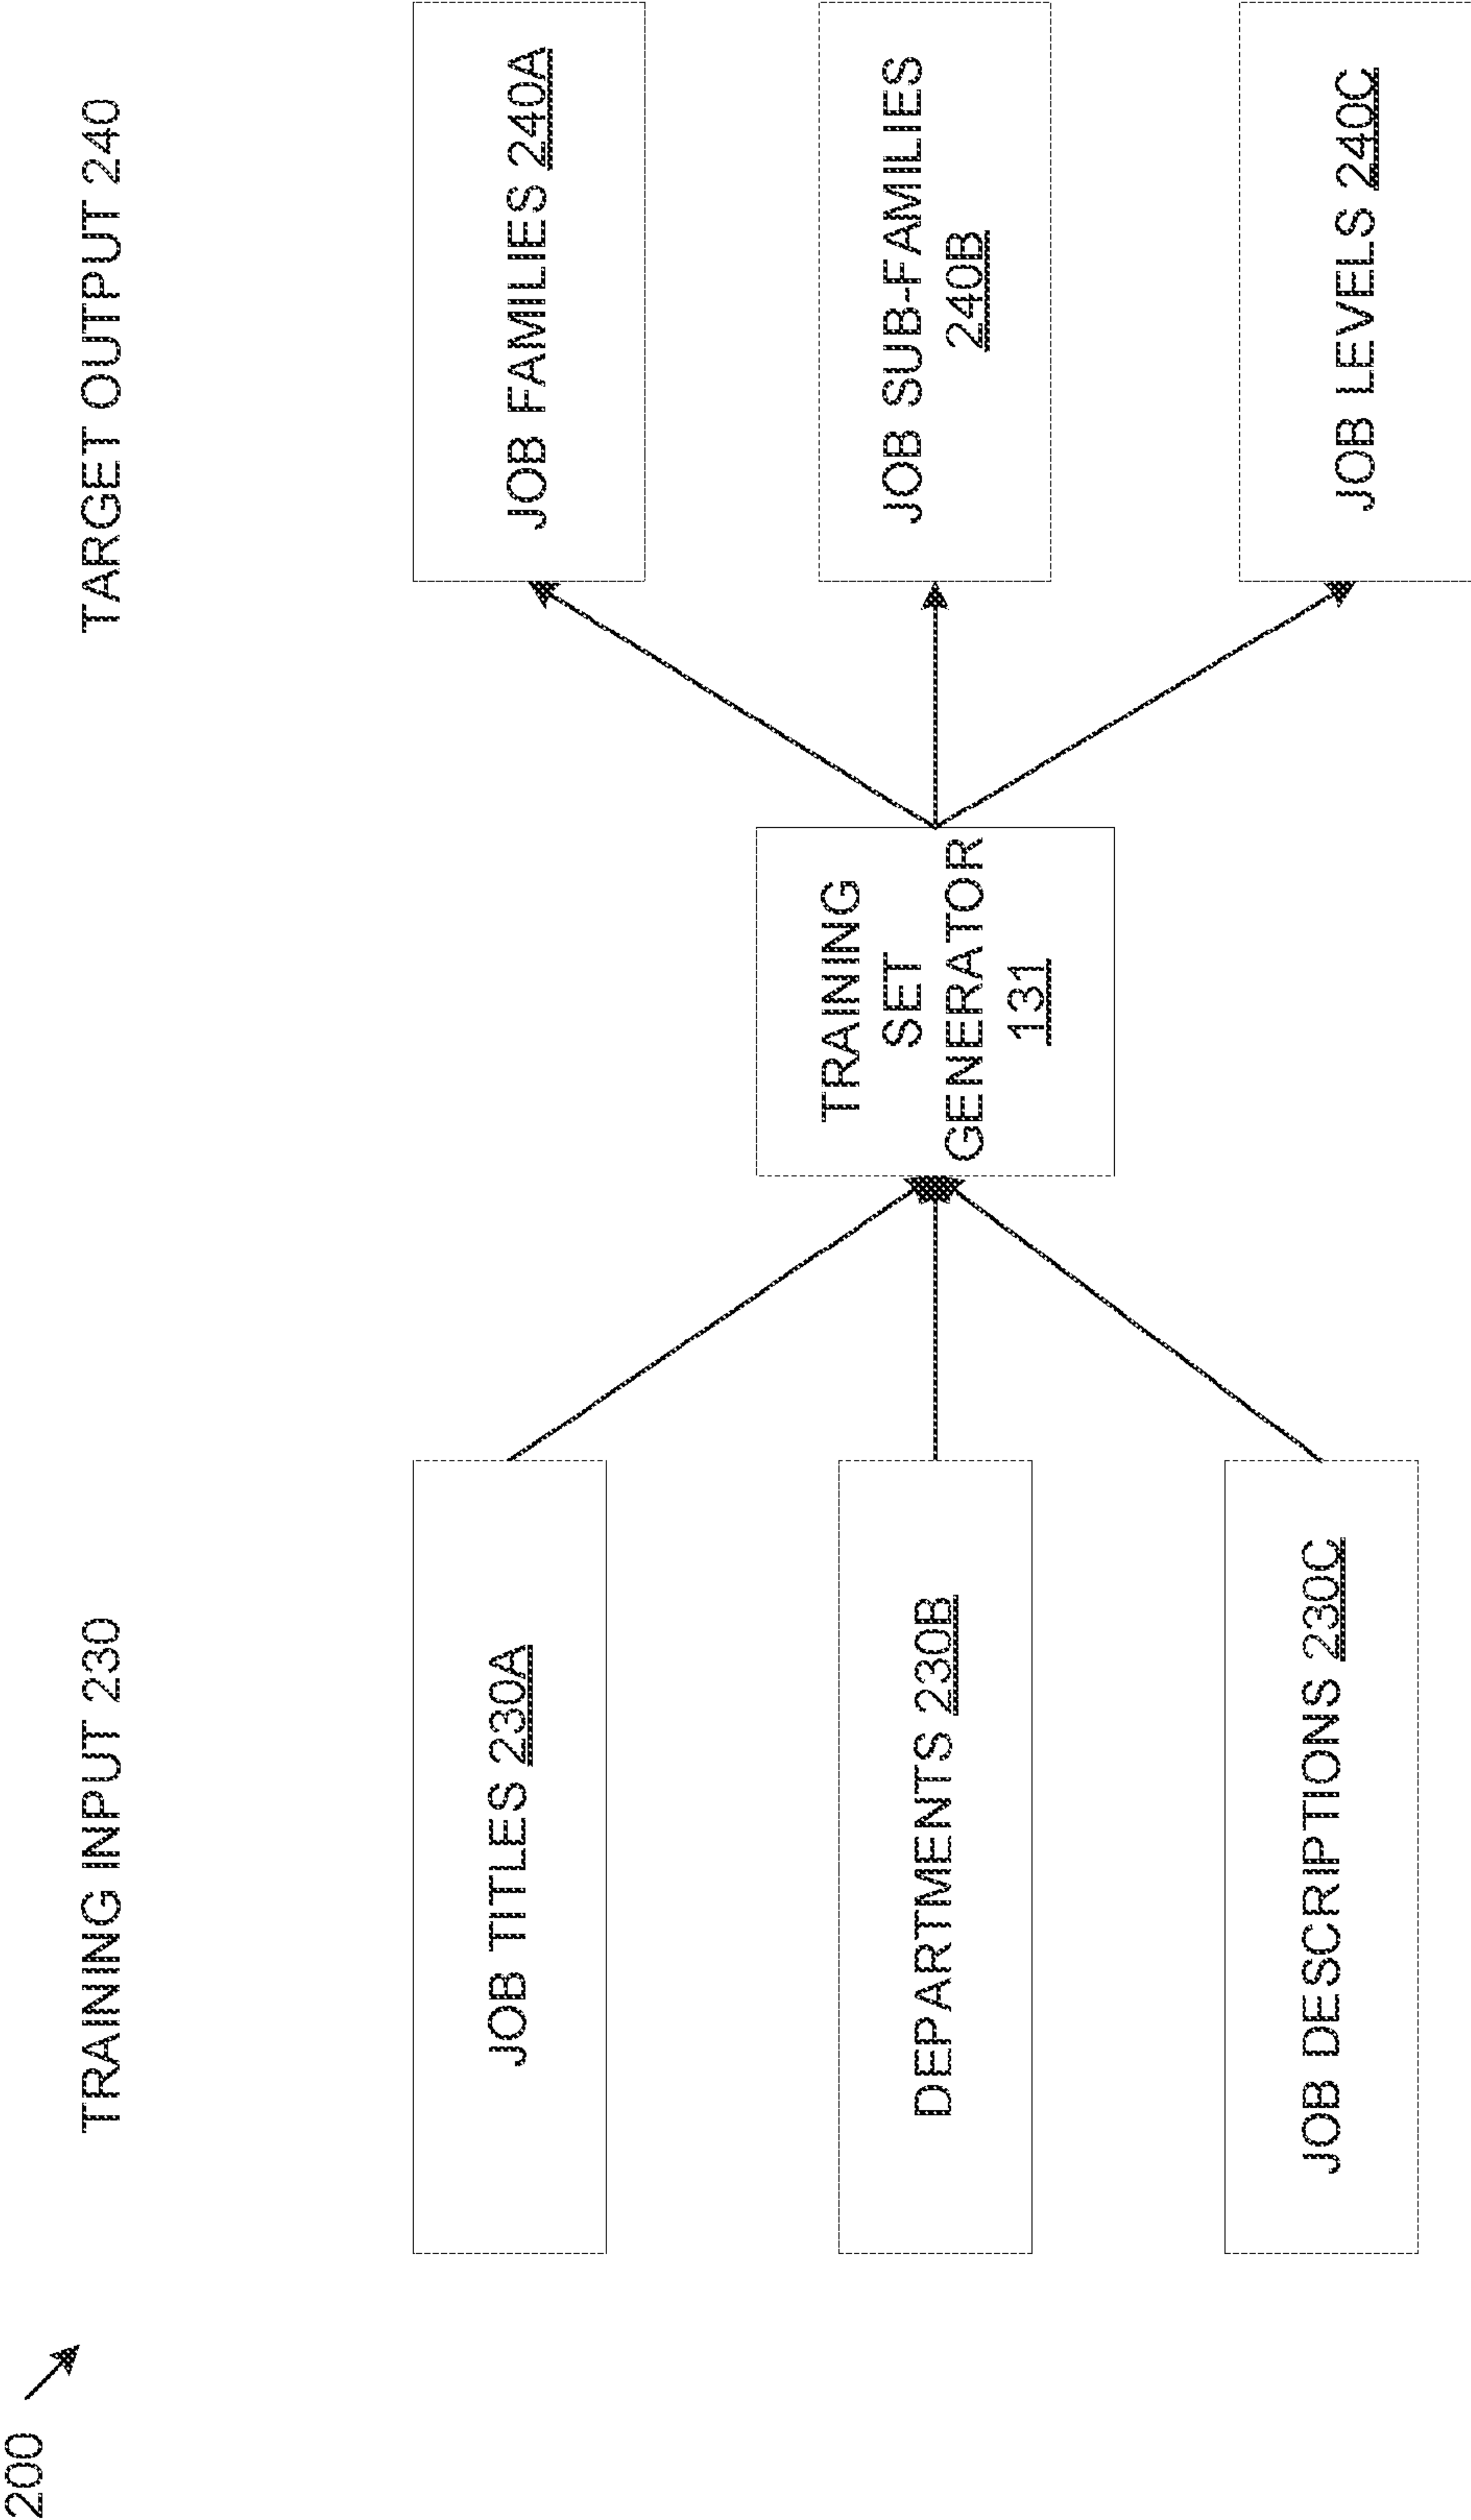 200
TRAINING INPUT 230
TARGET OUTPUT 240
JOB TITLES 230A
DEPARTMENTS 230B
JOB DESCRIPTIONS 230C
TRAINING
SET
GENERATOR
131
JOB FAMILIES 240A
JOB SUB-FAMILIES
240B
JOB LEVELS 240C